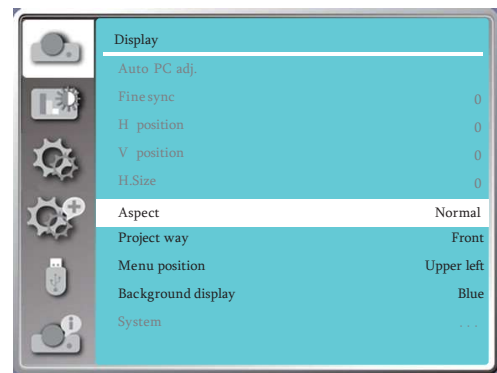 Display
Auto PC adj.
Fine sync 0
H position 0
V position 0
H.Size 0
Aspect Normal
Project way Front
Menu position Upper left
Background display Blue
System . . .